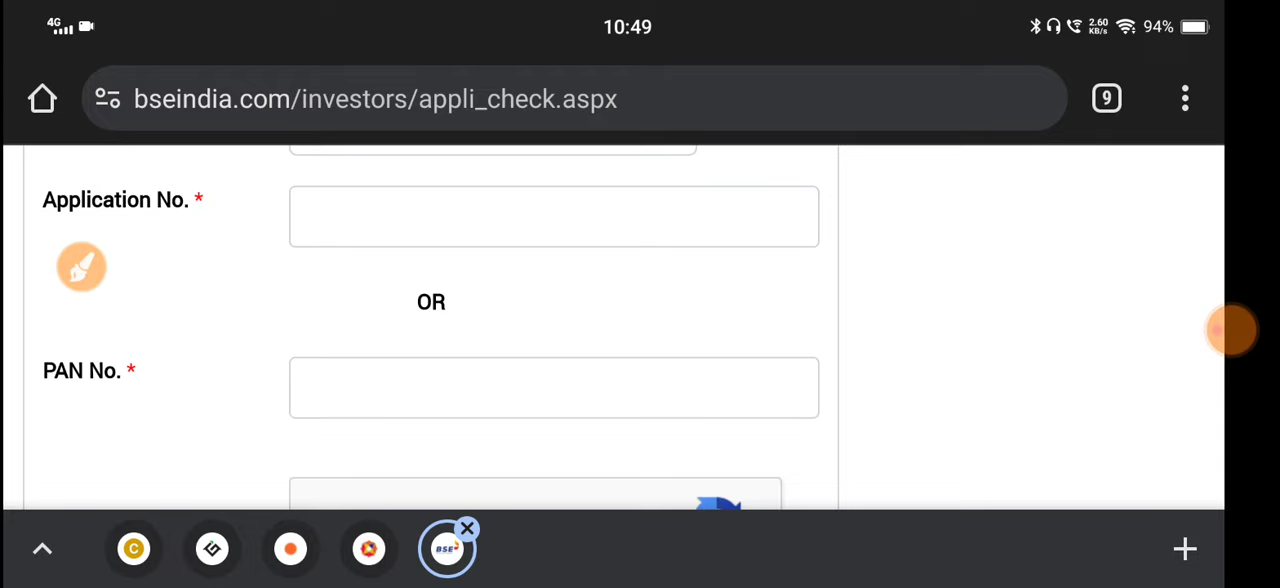 4G 10:49 2.60 KB/s 94%
bseindia.com/investors/appli_check.aspx 9
Application No. *
OR
PAN No. *
C BSE